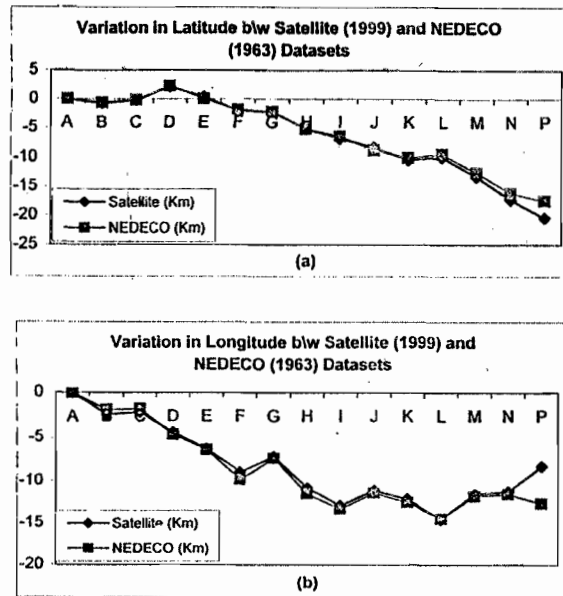 Variation in Latitude b\w Satellite (1999) and NEDECO
(1963) Datasets
5
0
-5
-10
-15
-20
-25
A B C D E F G H I J K L M N P
Satellite (Km)
NEDECO (Km)
(a)
Variation in Longitude b\w Satellite (1999) and
NEDECO (1963) Datasets
0
-5
-10
-15
-20
A C D E F G H I J K L M N P
Satellite (Km)
NEDECO (Km)
(b)